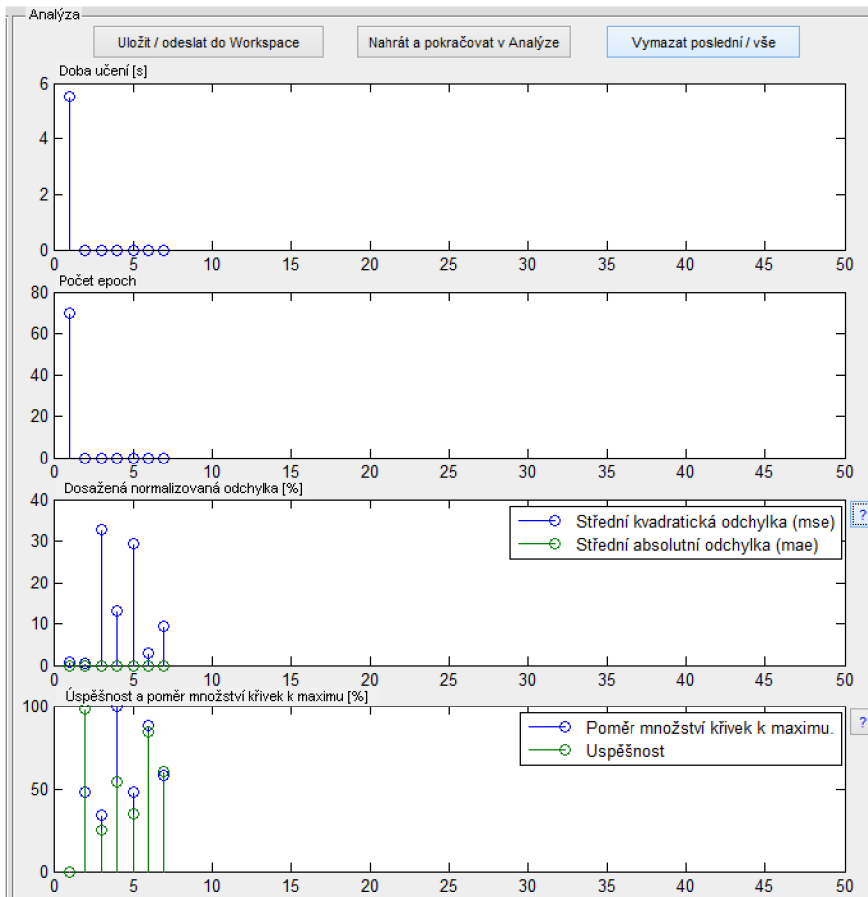 Analýza
Uložit / odeslat do Workspace Nahrát a pokračovat v Analýze Vymazat poslední / vše
Doba učení [s]
6
4
2
0
0 5 10 15 20 25 30 35 40 45 50
Počet epoch
80
60
40
20
0
0 5 10 15 20 25 30 35 40 45 50
Dosažená normalizovaná odchylka [%]
40
30
20
10
0
Střední kvadratická odchylka (mse)
Střední absolutní odchylka (mae)
?
0 5 10 15 20 25 30 35 40 45 50
Úspěšnost a poměr množství křivek k maximu [%]
100
50
0
Poměr množství křivek k maximu.
Uspěšnost
?
0 5 10 15 20 25 30 35 40 45 50